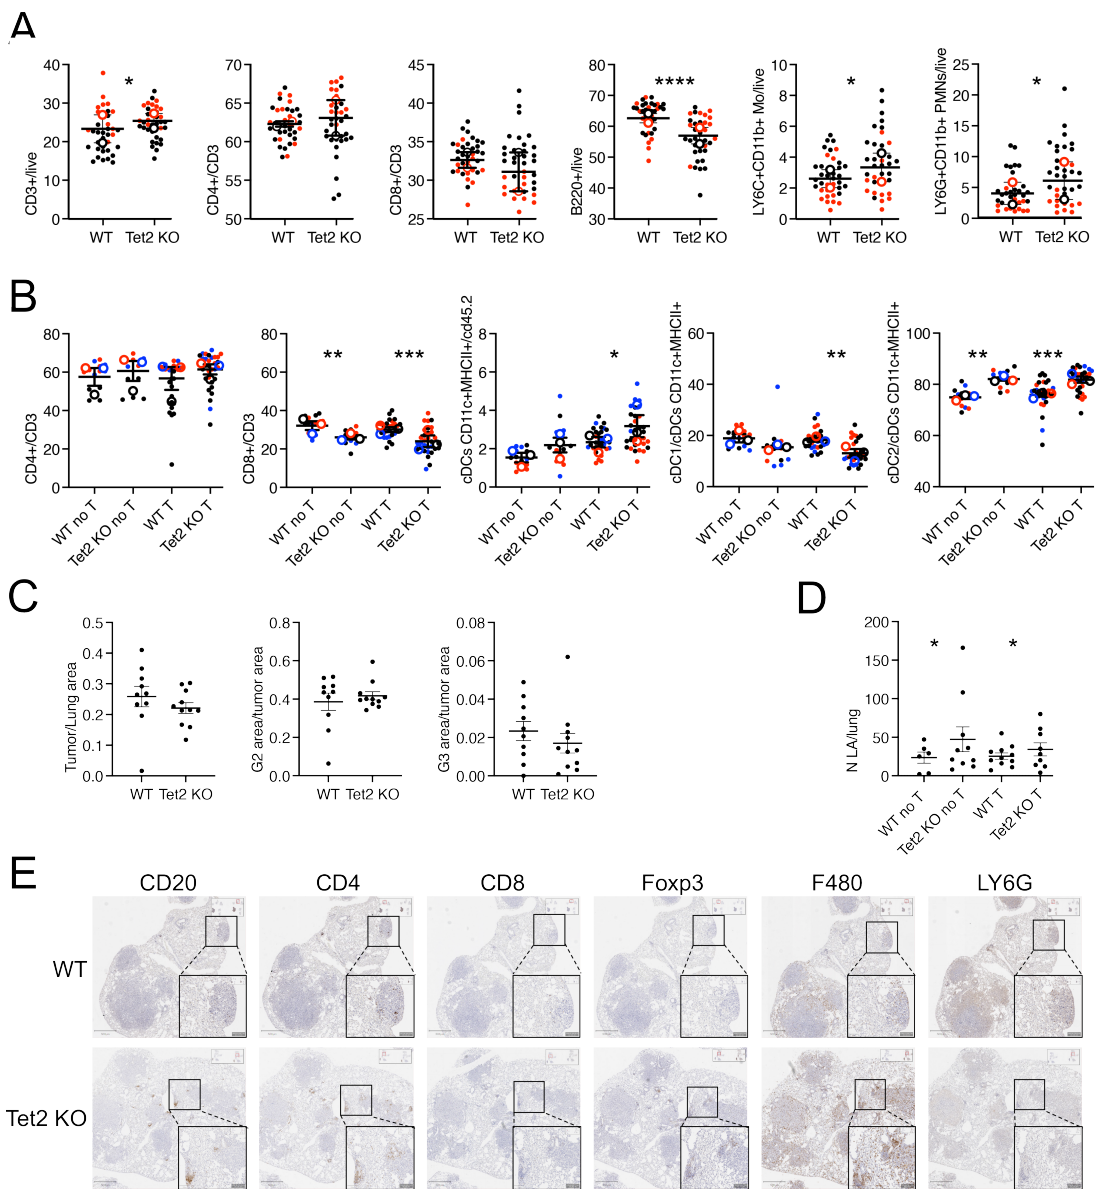 A
CD3+/live
40
30
20
10
0
*
WT Tet2 KO
CD4+/CD3
70
65
60
55
50
WT Tet2 KO
CD8+/CD3
45
40
35
30
25
WT Tet2 KO
B220+/live
80
70
60
50
40
30
****
WT Tet2 KO
LY6C+CD11b+ Mo/live
10
8
6
4
2
0
*
WT Tet2 KO
LY6G+CD11b+ PMNs/live
25
20
15
10
5
0
*
WT Tet2 KO
B
CD4+/CD3
80
60
40
20
0
WT no T
Tet2 KO no T
WT T
Tet2 KO T
CD8+/CD3
80
60
40
20
0
**
***
WT no T
Tet2 KO no T
WT T
Tet2 KO T
cDCs CD11c+MHCII+/cd45.2
8
6
4
2
0
*
WT no T
Tet2 KO no T
WT T
Tet2 KO T
cDC1/cDCs CD11c+MHCII+
60
40
20
0
**
WT no T
Tet2 KO no T
WT T
Tet2 KO T
cDC2/cDCs CD11c+MHCII+
100
80
60
40
**
***
WT no T
Tet2 KO no T
WT T
Tet2 KO T
C
Tumor/Lung area
0.5
0.4
0.3
0.2
0.1
0.0
WT Tet2 KO
G2 area/tumor area
0.8
0.6
0.4
0.2
0.0
WT Tet2 KO
G3 area/tumor area
0.08
0.06
0.04
0.02
0.00
WT Tet2 KO
D
N LA/lung
200
150
100
50
0
*
*
WT no T
Tet2 KO no T
WT T
Tet2 KO T
E
CD20 CD4 CD8 Foxp3 F480 LY6G
WT
Tet2 KO